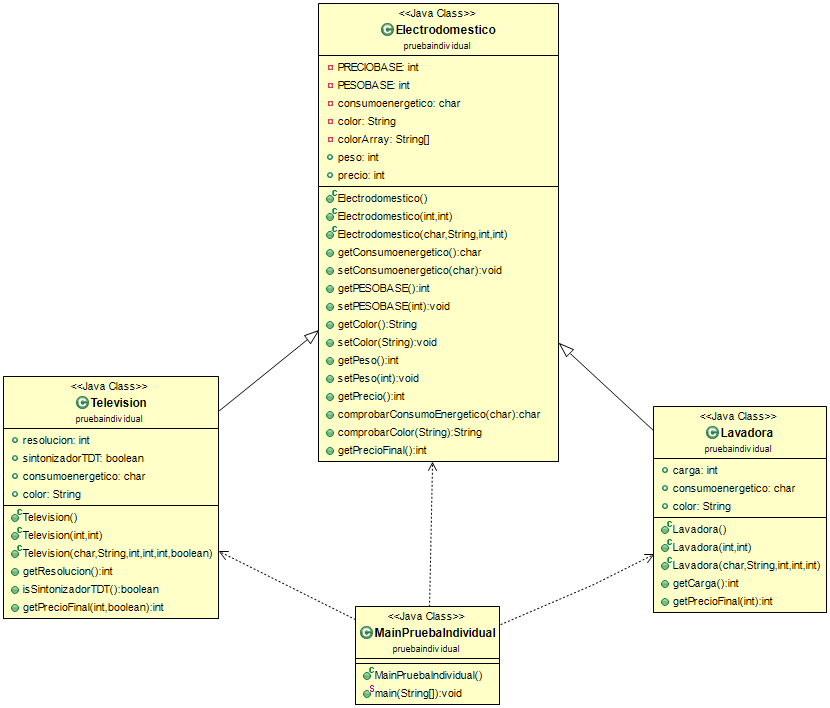 <<Java Class>>
Electrodomestico
pruebaindividual
PRECIOBASE: int
PESOBASE: int
consumoenergetico: char
color: String
colorArray: String[]
peso: int
precio: int
Electrodomestico()
Electrodomestico(int,int)
Electrodomestico(char,String,int,int)
getConsumoenergetico():char
setConsumoenergetico(char):void
getPESOBASE():int
setPESOBASE(int):void
getColor():String
setColor(String):void
getPeso():int
setPeso(int):void
getPrecio():int
comprobarConsumoEnergetico(char):char
comprobarColor(String):String
getPrecioFinal():int
<<Java Class>>
Television
pruebaindividual
resolucion: int
sintonizadorTDT: boolean
consumoenergetico: char
color: String
Television()
Television(int,int)
Television(char,String,int,int,int,boolean)
getResolucion():int
isSintonizadorTDT():boolean
getPrecioFinal(int,boolean):int
<<Java Class>>
Lavadora
pruebaindividual
carga: int
consumoenergetico: char
color: String
Lavadora()
Lavadora(int,int)
Lavadora(char,String,int,int,int)
getCarga():int
getPrecioFinal(int):int
<<Java Class>>
MainPruebaIndividual
pruebaindividual
MainPruebaIndividual()
main(String[]):void